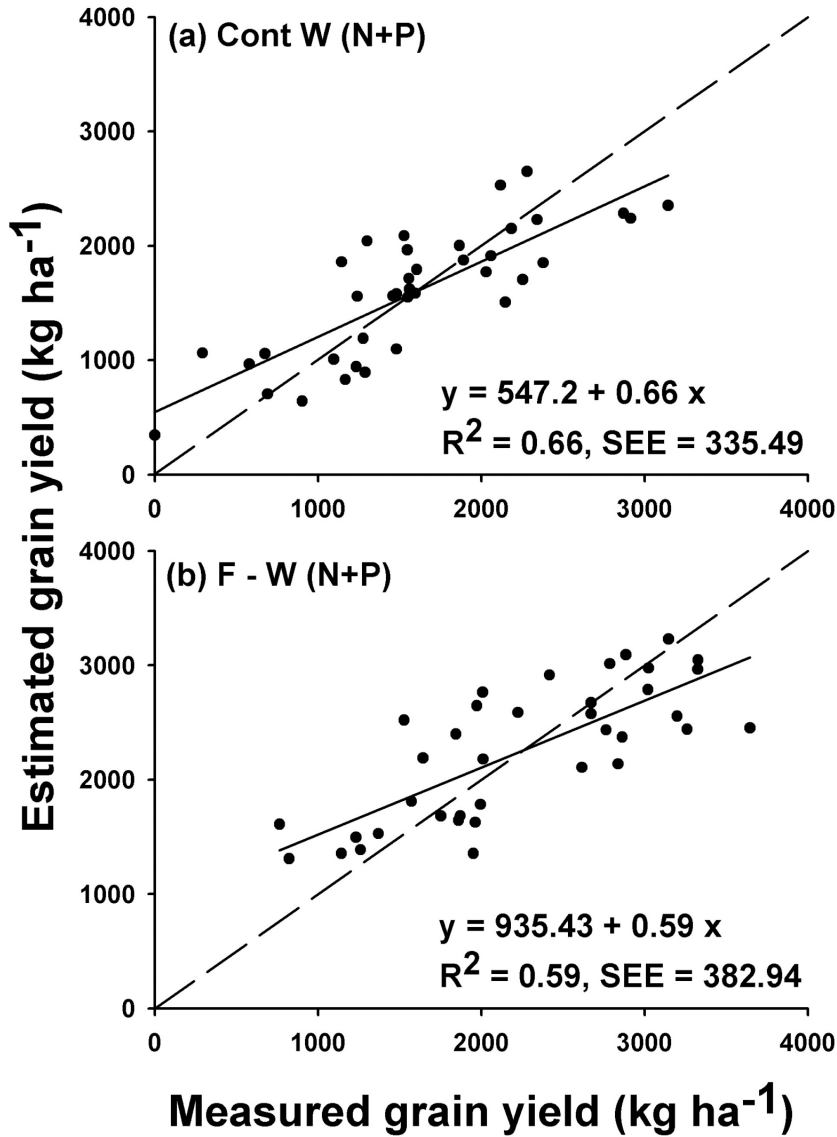 Estimated grain yield (kg ha⁻¹)
(a) Cont W (N+P)
4000
3000
2000
1000
0
y = 547.2 + 0.66 x
R² = 0.66, SEE = 335.49
0 1000 2000 3000 4000
(b) F - W (N+P)
4000
3000
2000
1000
0
y = 935.43 + 0.59 x
R² = 0.59, SEE = 382.94
0 1000 2000 3000 4000
Measured grain yield (kg ha⁻¹)